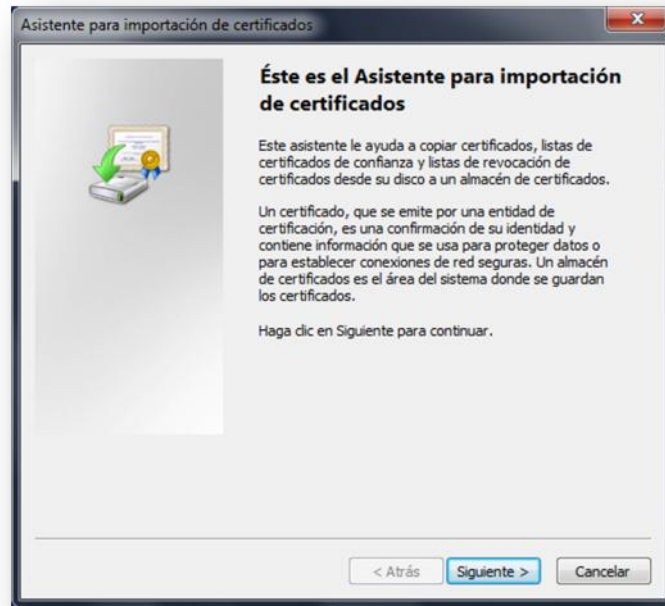 Asistente para importación de certificados
Éste es el Asistente para importación
de certificados
Este asistente le ayuda a copiar certificados, listas de
certificados de confianza y listas de revocación de
certificados desde su disco a un almacén de certificados.
Un certificado, que se emite por una entidad de
certificación, es una confirmación de su identidad y
contiene información que se usa para proteger datos o
para establecer conexiones de red seguras. Un almacén
de certificados es el área del sistema donde se guardan
los certificados.
Haga clic en Siguiente para continuar.
< Atrás Siguiente > Cancelar